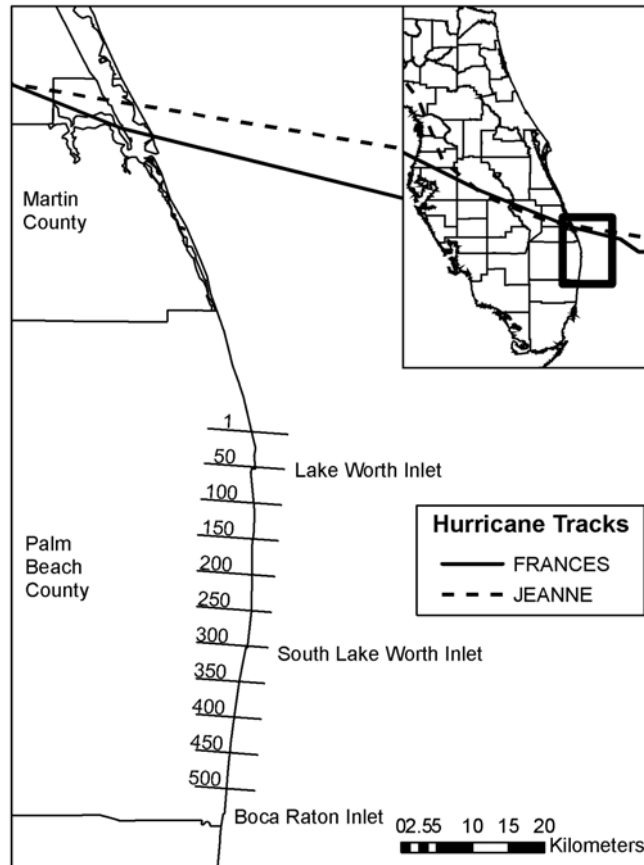 Martin
County
1
50
Lake Worth Inlet
100
150
Palm
Beach
County
200
250
300
South Lake Worth Inlet
350
400
450
500
Boca Raton Inlet
Hurricane Tracks
FRANCES
JEANNE
02.55 10 15 20
Kilometers